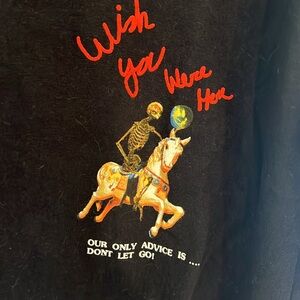 Wish
You
Were
Here
OUR ONLY ADVICE IS ....
DONT LET GO!